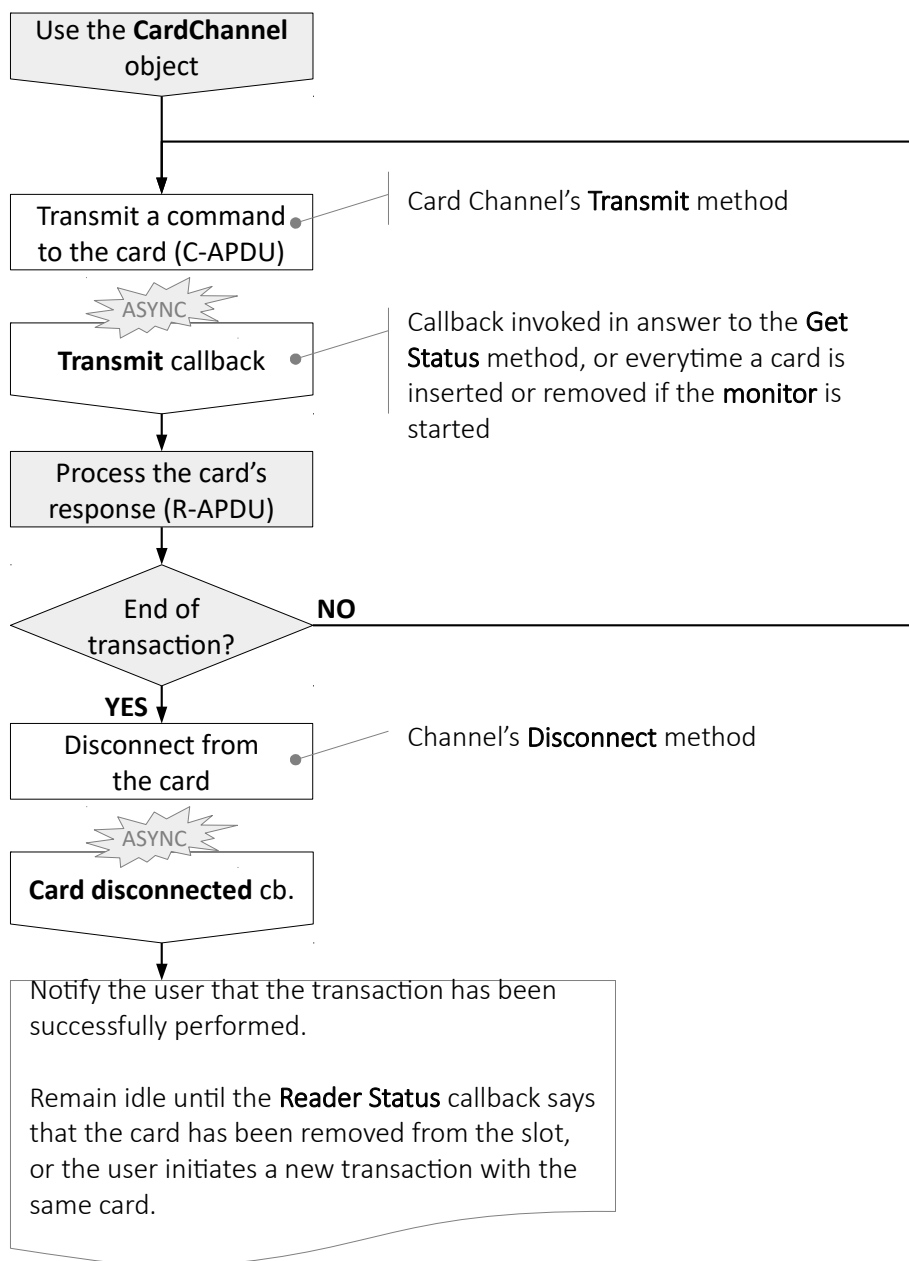 Use the CardChannel
object
Transmit a command
to the card (C-APDU)
Card Channel’s Transmit method
ASYNC
Transmit callback
Callback invoked in answer to the Get
Status method, or everytime a card is
inserted or removed if the monitor is
started
Process the card’s
response (R-APDU)
End of
transaction?
NO
YES
Disconnect from
the card
Channel’s Disconnect method
ASYNC
Card disconnected cb.
Notify the user that the transaction has been
successfully performed.
Remain idle until the Reader Status callback says
that the card has been removed from the slot,
or the user initiates a new transaction with the
same card.